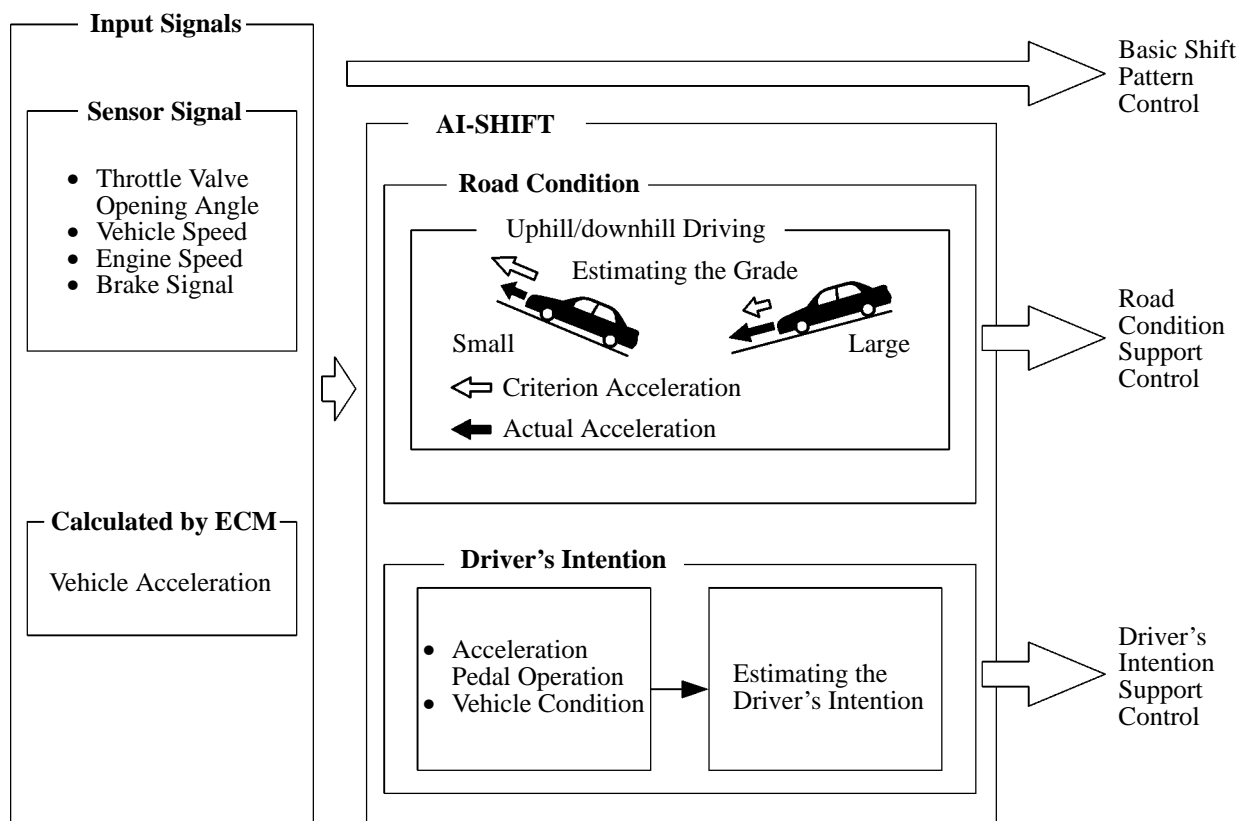 Input Signals
Sensor Signal
• Throttle Valve
Opening Angle
• Vehicle Speed
• Engine Speed
• Brake Signal
Calculated by ECM
Vehicle Acceleration
Basic Shift
Pattern
Control
AI-SHIFT
Road Condition
Uphill/downhill Driving
Estimating the Grade
Small
Large
Criterion Acceleration
Actual Acceleration
Road
Condition
Support
Control
Driver’s Intention
• Acceleration
Pedal Operation
• Vehicle Condition
Estimating the
Driver’s Intention
Driver’s
Intention
Support
Control